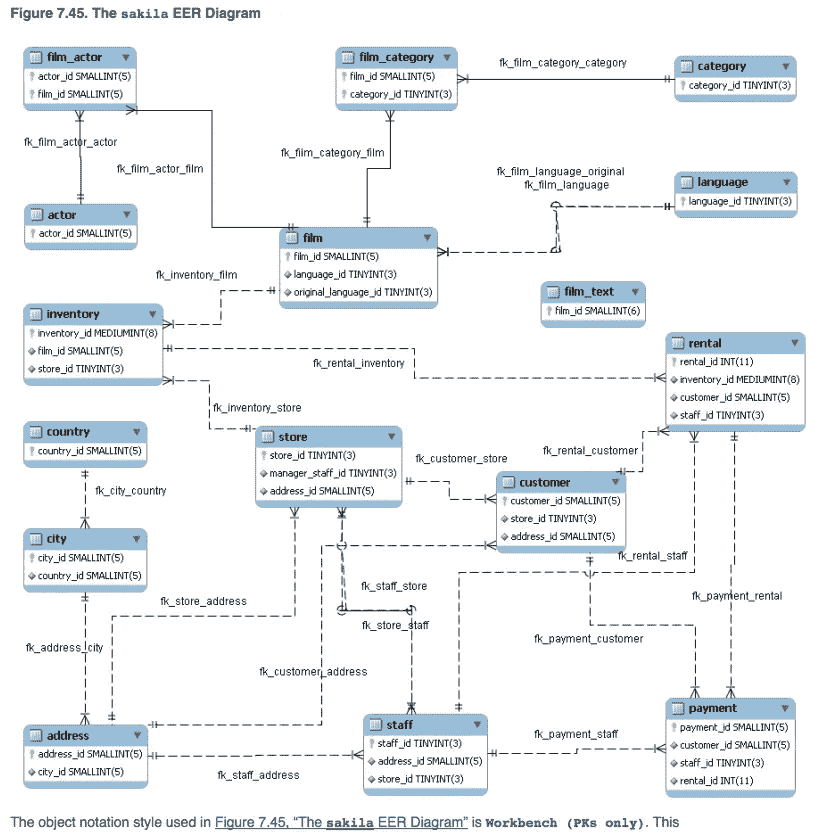 Figure 7.45. The sakila EER Diagram
film_actor
actor_id SMALLINT(5)
film_id SMALLINT(5)
film_category
film_id SMALLINT(5)
category_id TINYINT(3)
fk_film_category_category
category
category_id TINYINT(3)
fk_film_actor_actor
fk_film_actor_film
fk_film_category_film
fk_film_language_original
fk_film_language
language
language_id TINYINT(3)
actor
actor_id SMALLINT(5)
film
film_id SMALLINT(5)
language_id TINYINT(3)
original_language_id TINYINT(3)
fk_inventory_film
film_text
film_id SMALLINT(6)
inventory
inventory_id MEDIUMINT(8)
film_id SMALLINT(5)
store_id TINYINT(3)
fk_rental_inventory
rental
rental_id INT(11)
inventory_id MEDIUMINT(8)
customer_id SMALLINT(5)
staff_id TINYINT(3)
fk_inventory_store
country
country_id SMALLINT(5)
store
store_id TINYINT(3)
manager_staff_id TINYINT(3)
address_id SMALLINT(5)
fk_customer_store
fk_rental_customer
customer
customer_id SMALLINT(5)
store_id TINYINT(3)
address_id SMALLINT(5)
fk_city_country
city
city_id SMALLINT(5)
country_id SMALLINT(5)
fk_rental_staff
fk_staff_store
fk_store_address
fk_store_staff
fk_payment_rental
fk_payment_customer
fk_address_city
fk_customer_address
address
address_id SMALLINT(5)
city_id SMALLINT(5)
fk_staff_address
staff
staff_id TINYINT(3)
address_id SMALLINT(5)
store_id TINYINT(3)
fk_payment_staff
payment
payment_id SMALLINT(5)
customer_id SMALLINT(5)
staff_id TINYINT(3)
rental_id INT(11)
The object notation style used in Figure 7.45, “The sakila EER Diagram” is Workbench (PKs only). This